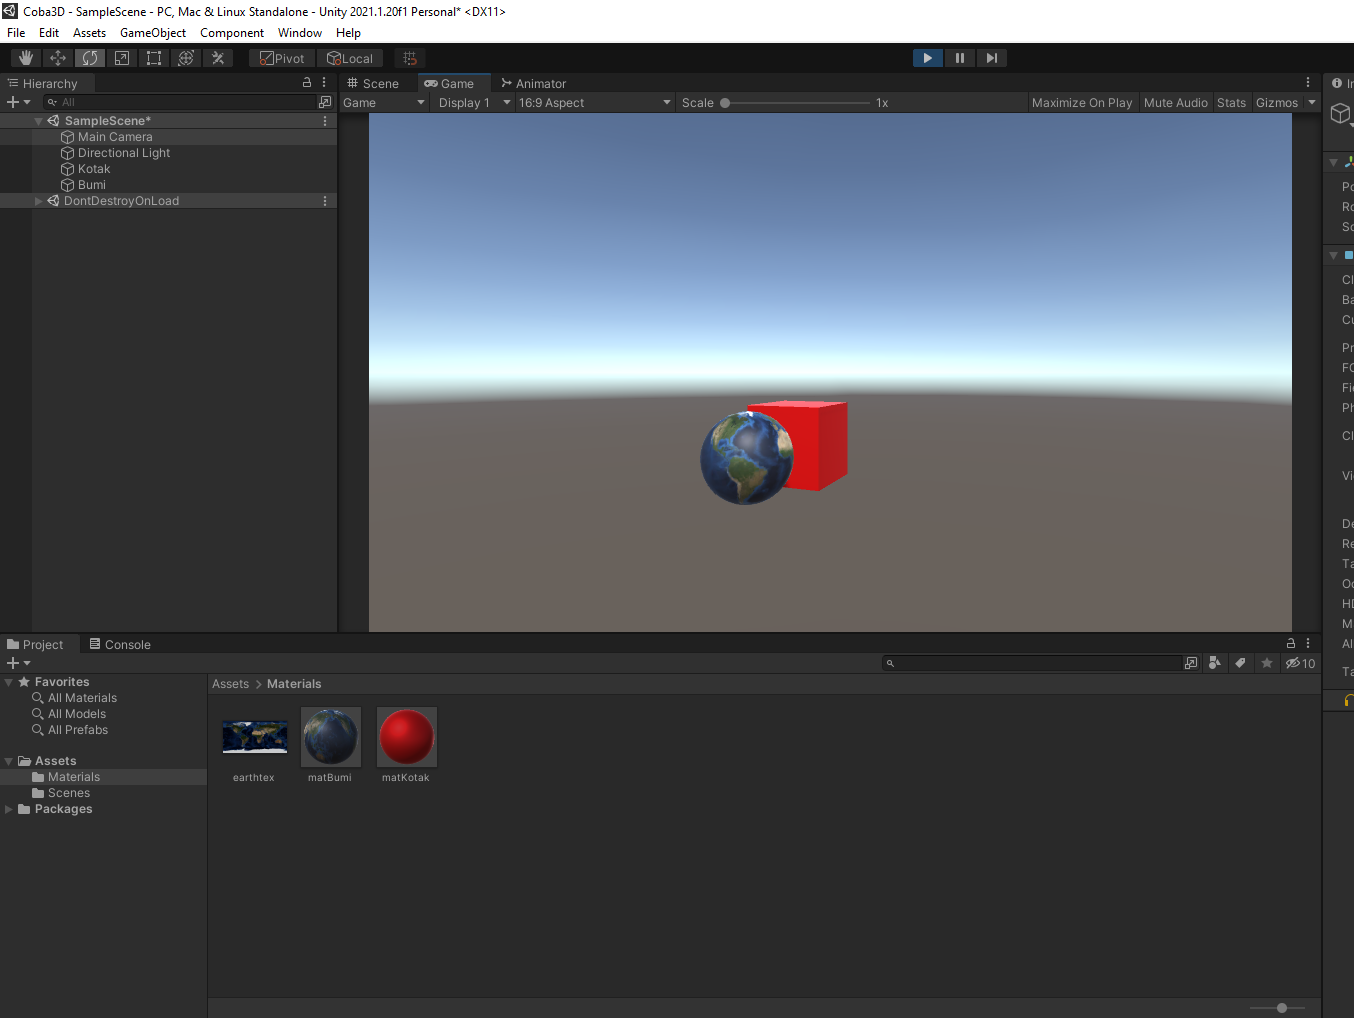 Coba3D - SampleScene - PC, Mac & Linux Standalone - Unity 2021.1.20f1 Personal* <DX11>
File Edit Assets GameObject Component Window Help
Pivot Local
Hierarchy
All
SampleScene*
Main Camera
Directional Light
Kotak
Bumi
DontDestroyOnLoad
Scene Game Animator
Game Display 1 16:9 Aspect Scale 1x Maximize On Play Mute Audio Stats Gizmos
Project Console
10
Favorites
All Materials
All Models
All Prefabs
Assets
Materials
Scenes
Packages
Assets > Materials
earthtex matBumi matKotak